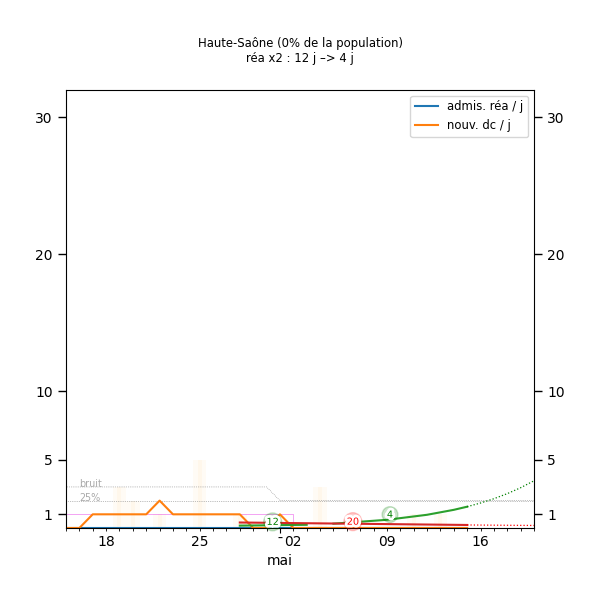 Haute-Saône (0% de la population)
réa x2 : 12 j –> 4 j
admis. réa / j
nouv. dc / j
30 30
20 20
10 10
5 5
bruit
25%
1 1
12 20 4
18 25 02 09 16
mai